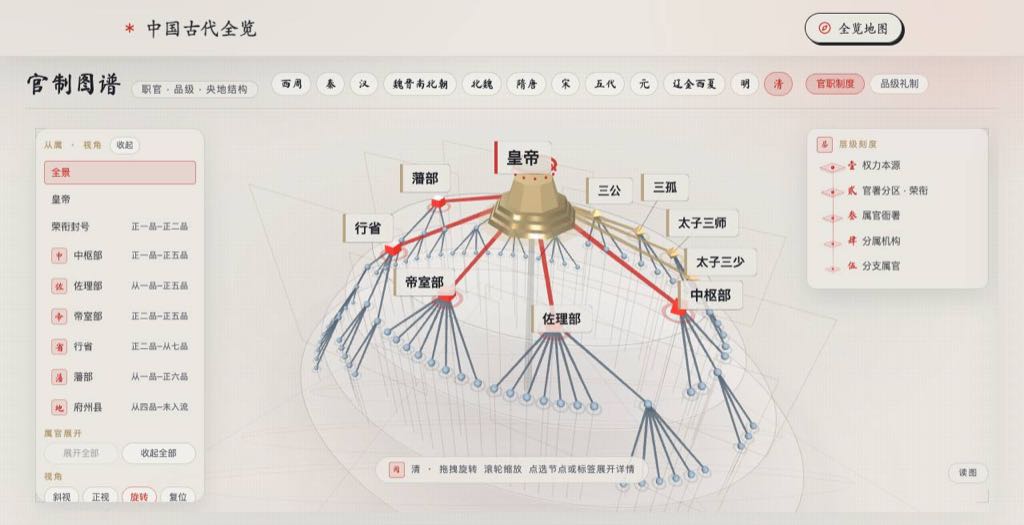 * 中国古代全览
全览地图
官制图谱
职官 · 品级 · 央地结构
西周 秦 汉 魏晋南北朝 北魏 隋唐 宋 五代 元 辽金西夏 明 清
官职制度 品级礼制
从属 · 视角 收起
全景
皇帝
荣衔封号 正一品—正二品
中 中枢部 正一品—正五品
佐 佐理部 从一品—正五品
帝 帝室部 正二品—正五品
省 行省 正二品—从七品
藩 藩部 从一品—正六品
地 府州县 从四品—未入流
属官展开
展开全部 收起全部
视角
斜视 正视 旋转 复位
皇帝
藩部
三公
三孤
行省
太子三师
太子三少
帝室部
中枢部
佐理部
清 · 拖拽旋转 滚轮缩放 点选节点或标签展开详情
层级刻度
壹 权力本源
贰 官署分区 · 荣衔
叁 属官衙署
肆 分属机构
伍 分支属官
读图